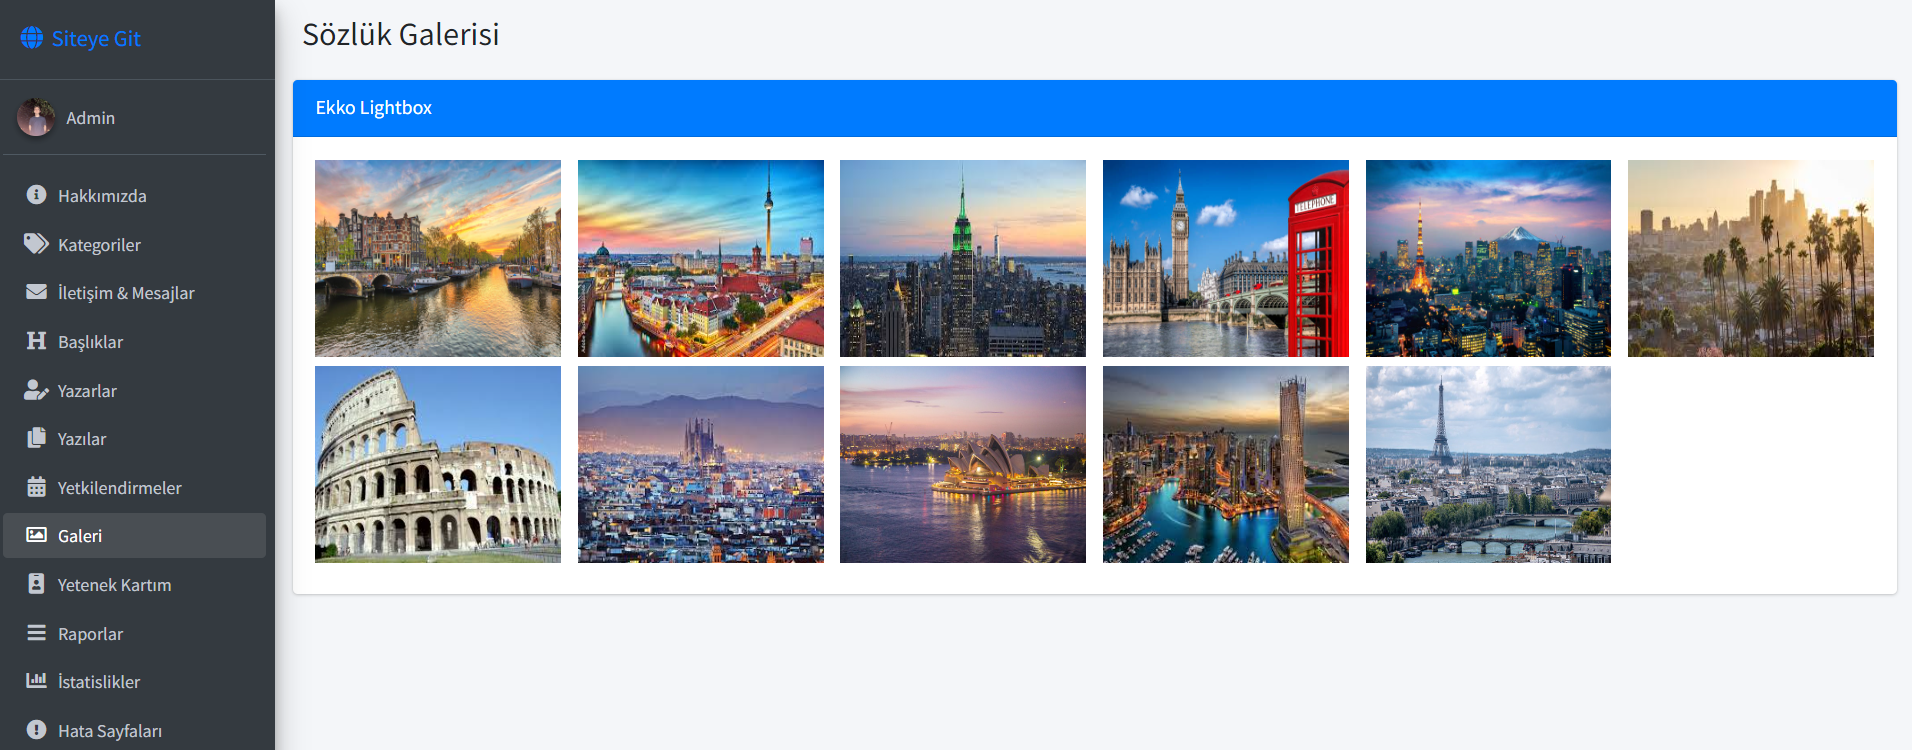 Siteye Git
Admin
Hakkımızda
Kategoriler
İletişim & Mesajlar
Başlıklar
Yazarlar
Yazılar
Yetkilendirmeler
Galeri
Yetenek Kartım
Raporlar
İstatislikler
Hata Sayfaları
Sözlük Galerisi
Ekko Lightbox
TELEPHONE